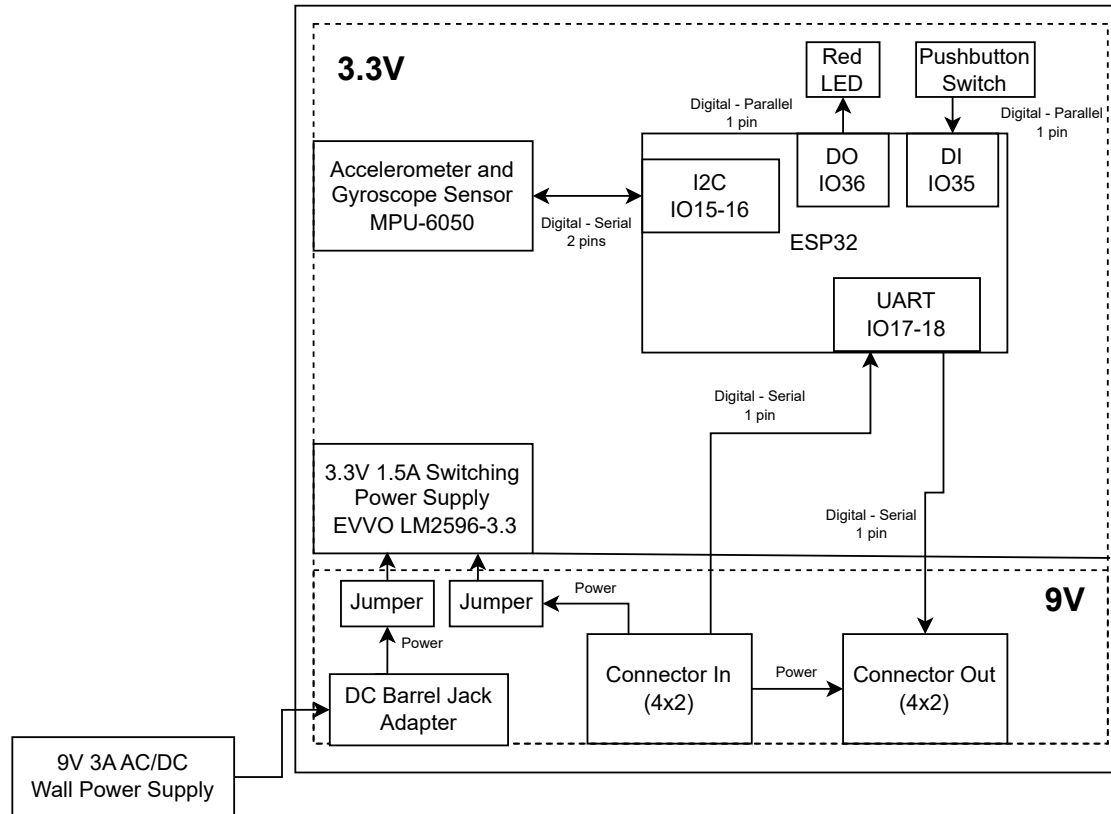 3.3V
Red
LED
Pushbutton
Switch
Digital - Parallel
1 pin
Digital - Parallel
1 pin
Accelerometer and
Gyroscope Sensor
MPU-6050
Digital - Serial
2 pins
I2C
IO15-16
DO
IO36
DI
IO35
ESP32
UART
IO17-18
Digital - Serial
1 pin
3.3V 1.5A Switching
Power Supply
EVVO LM2596-3.3
Digital - Serial
1 pin
Jumper
Jumper
Power
9V
Power
DC Barrel Jack
Adapter
Connector In
(4x2)
Power
Connector Out
(4x2)
9V 3A AC/DC
Wall Power Supply